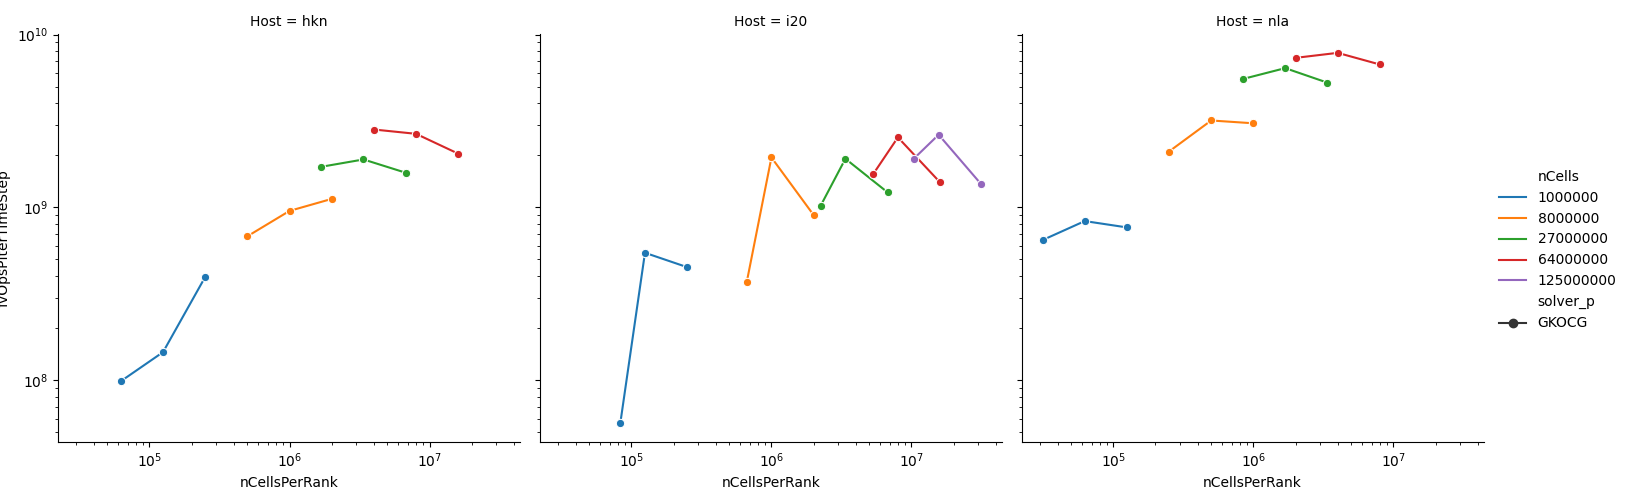 Host = hkn
Host = i20
Host = nla
10^10
10^9
10^8
10^5 10^6 10^7
10^5 10^6 10^7
10^5 10^6 10^7
nCellsPerRank
nCellsPerRank
nCellsPerRank
nCells
1000000
8000000
27000000
64000000
125000000
solver_p
GKOCG